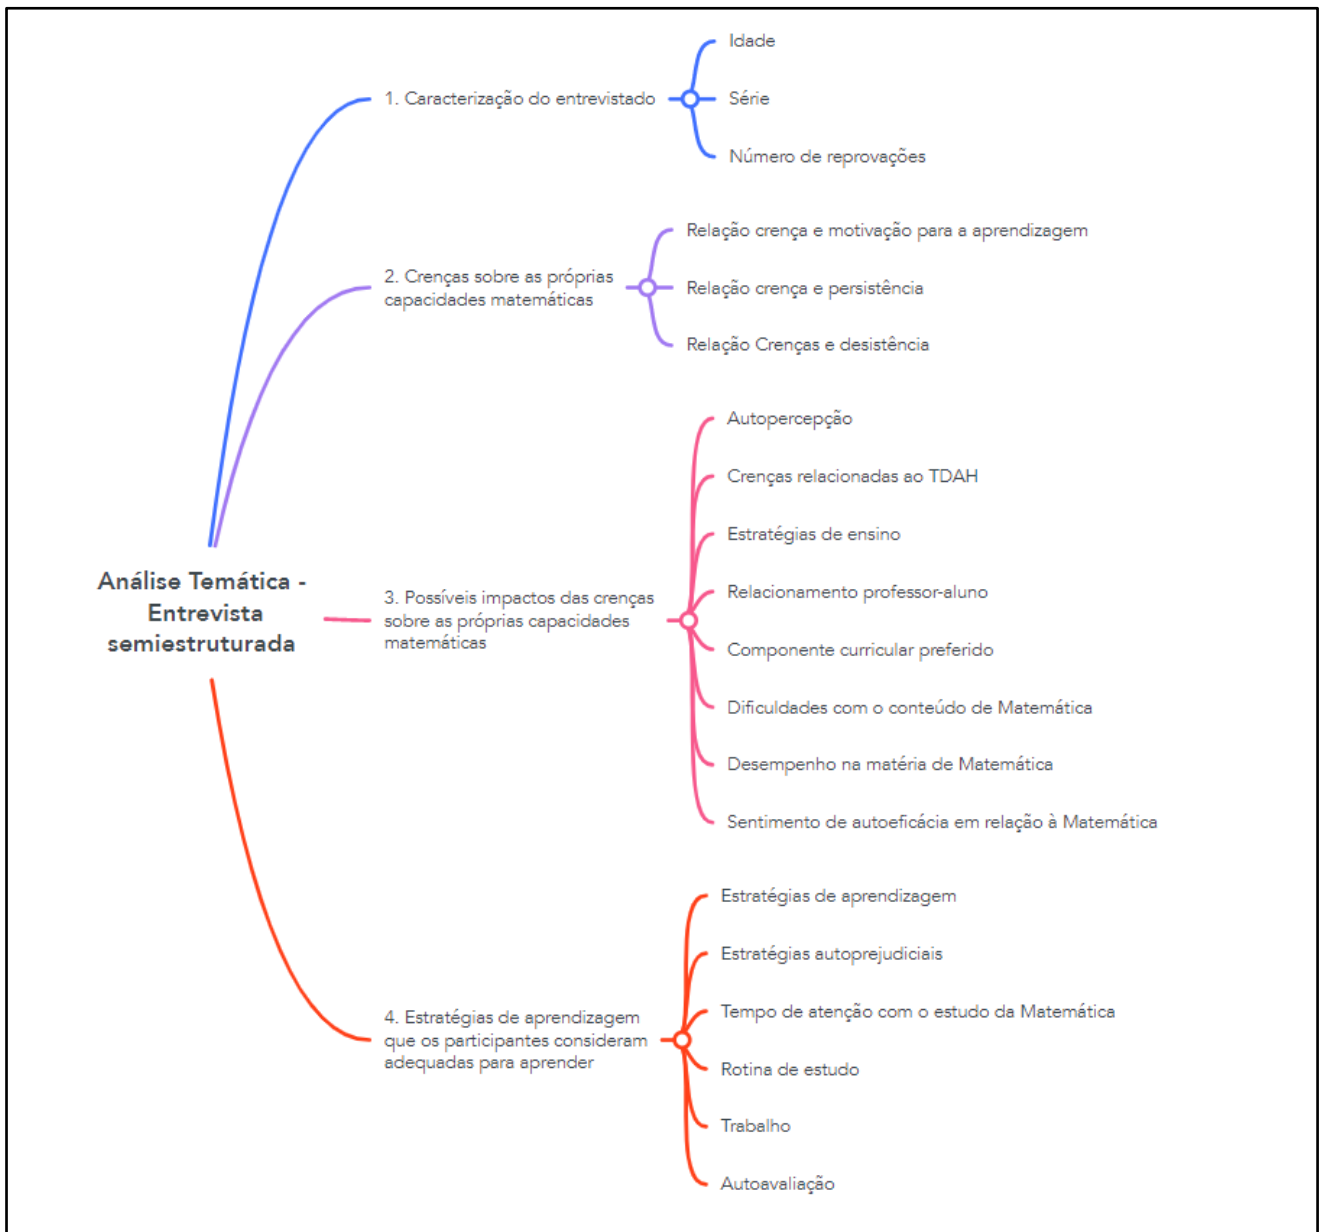 Análise Temática -
Entrevista
semiestruturada
1. Caracterização do entrevistado
Idade
Série
Número de reprovações
2. Crenças sobre as próprias
capacidades matemáticas
Relação crença e motivação para a aprendizagem
Relação crença e persistência
Relação Crenças e desistência
3. Possíveis impactos das crenças
sobre as próprias capacidades
matemáticas
Autopercepção
Crenças relacionadas ao TDAH
Estratégias de ensino
Relacionamento professor-aluno
Componente curricular preferido
Dificuldades com o conteúdo de Matemática
Desempenho na matéria de Matemática
Sentimento de autoeficácia em relação à Matemática
4. Estratégias de aprendizagem
que os participantes consideram
adequadas para aprender
Estratégias de aprendizagem
Estratégias autoprejudiciais
Tempo de atenção com o estudo da Matemática
Rotina de estudo
Trabalho
Autoavaliação